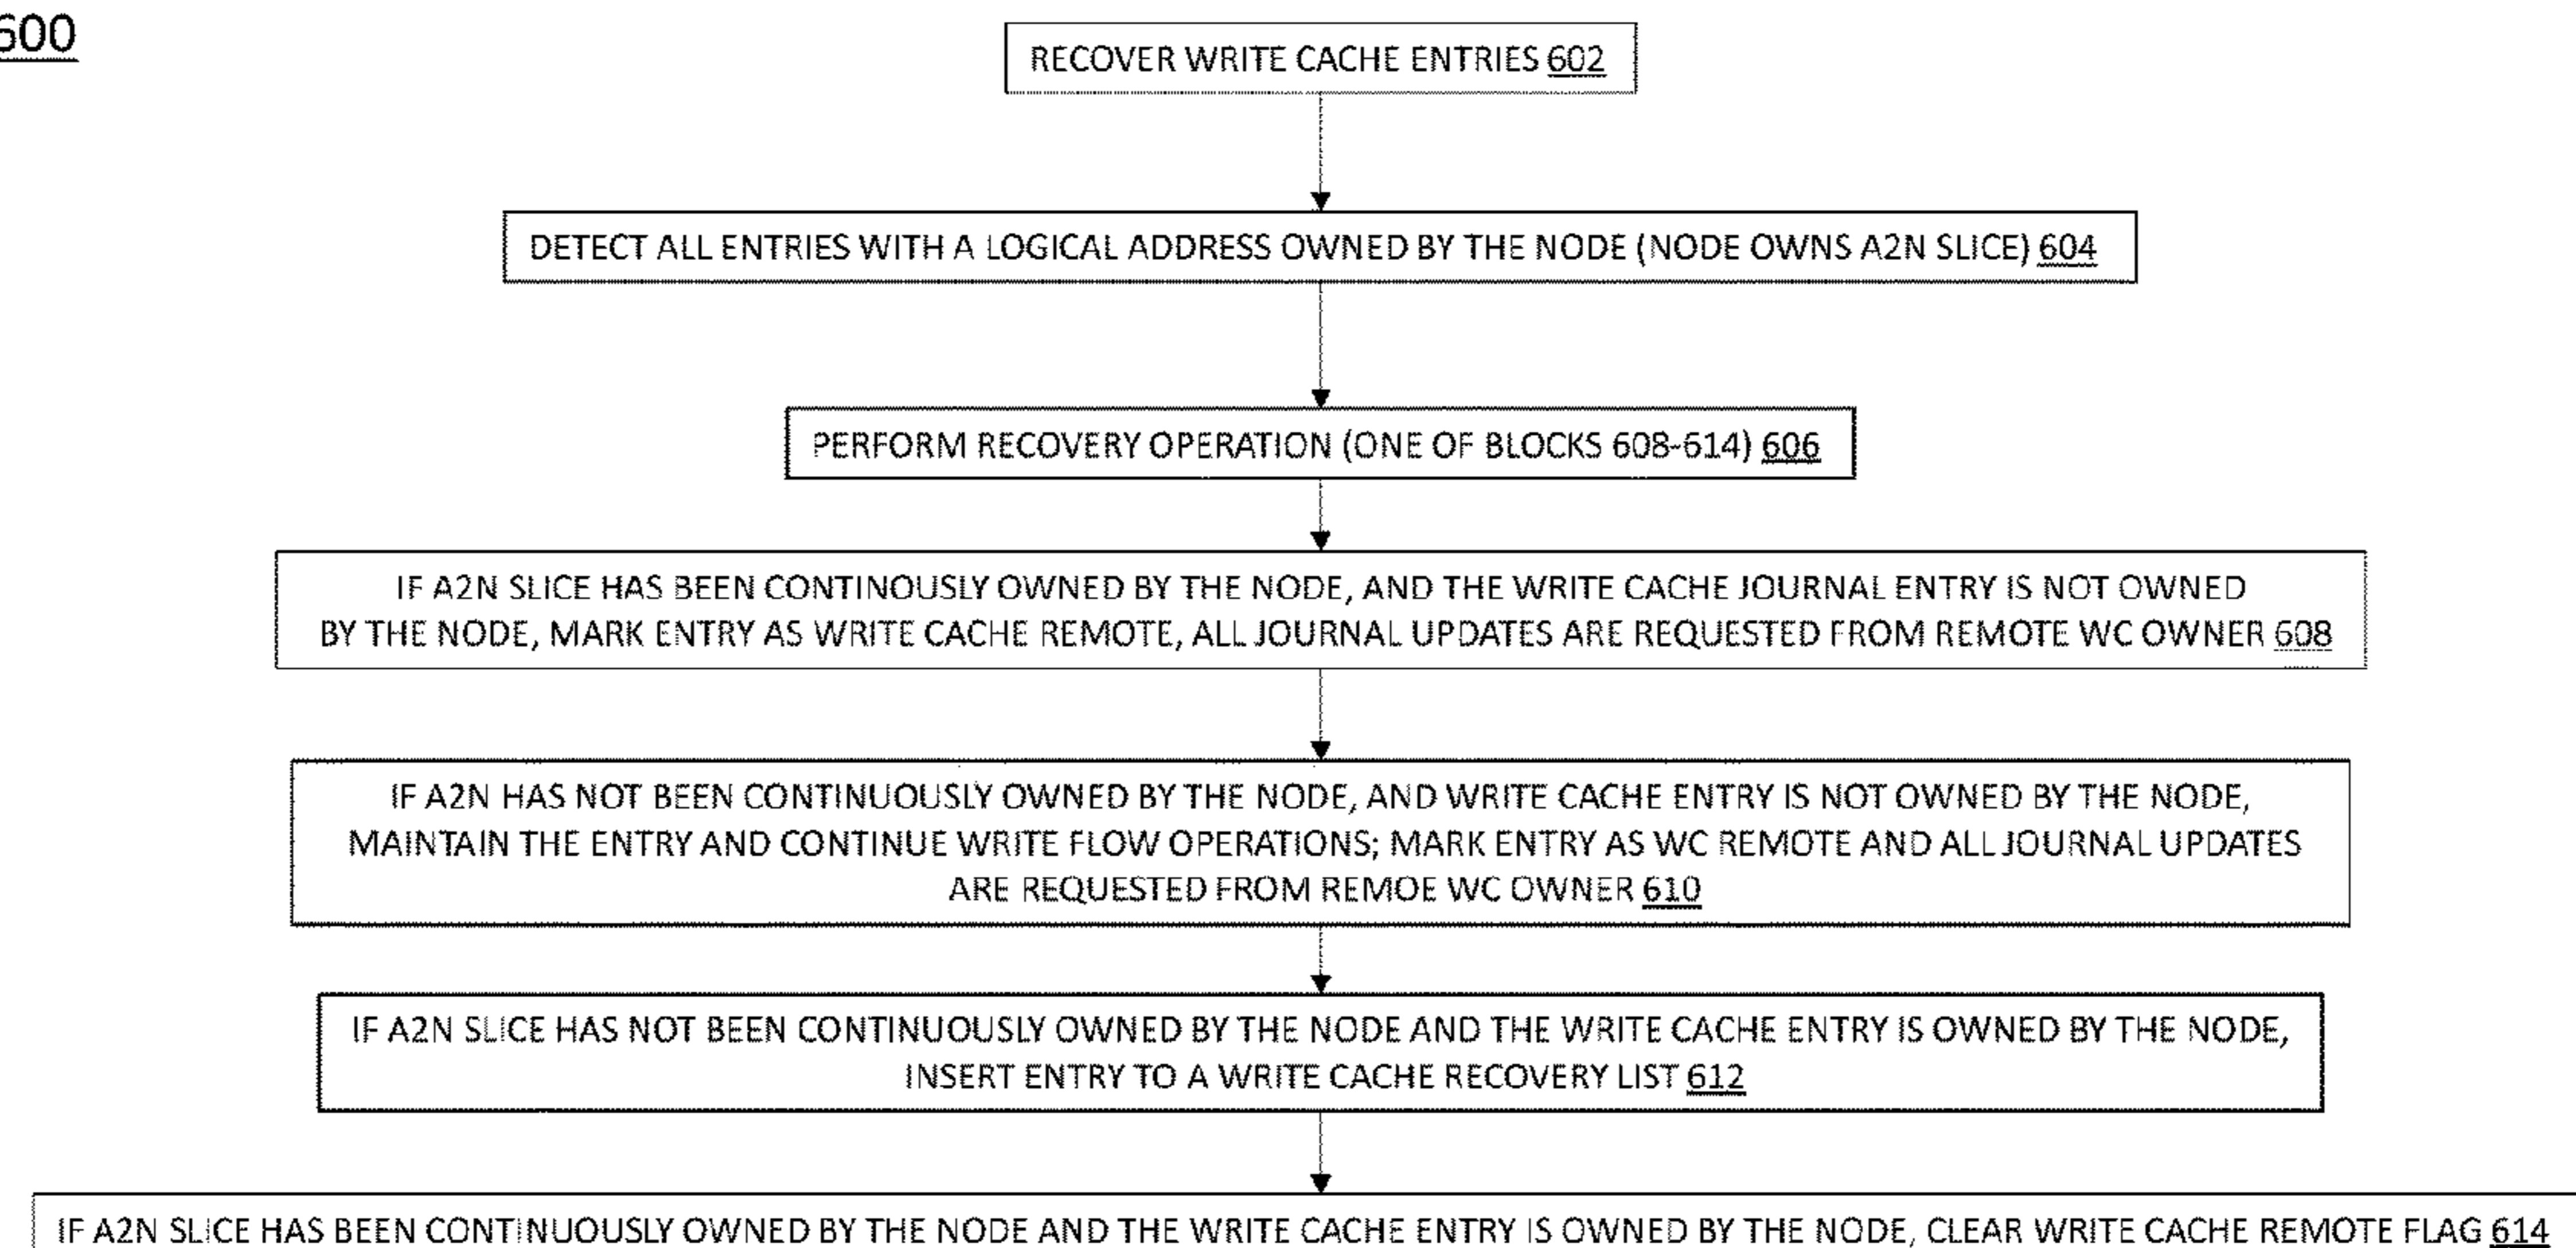 600
RECOVER WRITE CACHE ENTRIES 602
DETECT ALL ENTRIES WITH A LOGICAL ADDRESS OWNED BY THE NODE (NODE OWNS A2N SLICE) 604
PERFORM RECOVERY OPERATION (ONE OF BLOCKS 608-614) 606
IF A2N SLICE HAS BEEN CONTINOUSLY OWNED BY THE NODE, AND THE WRITE CACHE JOURNAL ENTRY IS NOT OWNED
BY THE NODE, MARK ENTRY AS WRITE CACHE REMOTE, ALL JOURNAL UPDATES ARE REQUESTED FROM REMOTE WC OWNER 608
IF A2N HAS NOT BEEN CONTINUOUSLY OWNED BY THE NODE, AND WRITE CACHE ENTRY IS NOT OWNED BY THE NODE,
MAINTAIN THE ENTRY AND CONTINUE WRITE FLOW OPERATIONS; MARK ENTRY AS WC REMOTE AND ALL JOURNAL UPDATES
ARE REQUESTED FROM REMOE WC OWNER 610
IF A2N SLICE HAS NOT BEEN CONTINUOUSLY OWNED BY THE NODE AND THE WRITE CACHE ENTRY IS OWNED BY THE NODE,
INSERT ENTRY TO A WRITE CACHE RECOVERY LIST 612
IF A2N SLICE HAS BEEN CONTINUOUSLY OWNED BY THE NODE AND THE WRITE CACHE ENTRY IS OWNED BY THE NODE, CLEAR WRITE CACHE REMOTE FLAG 614